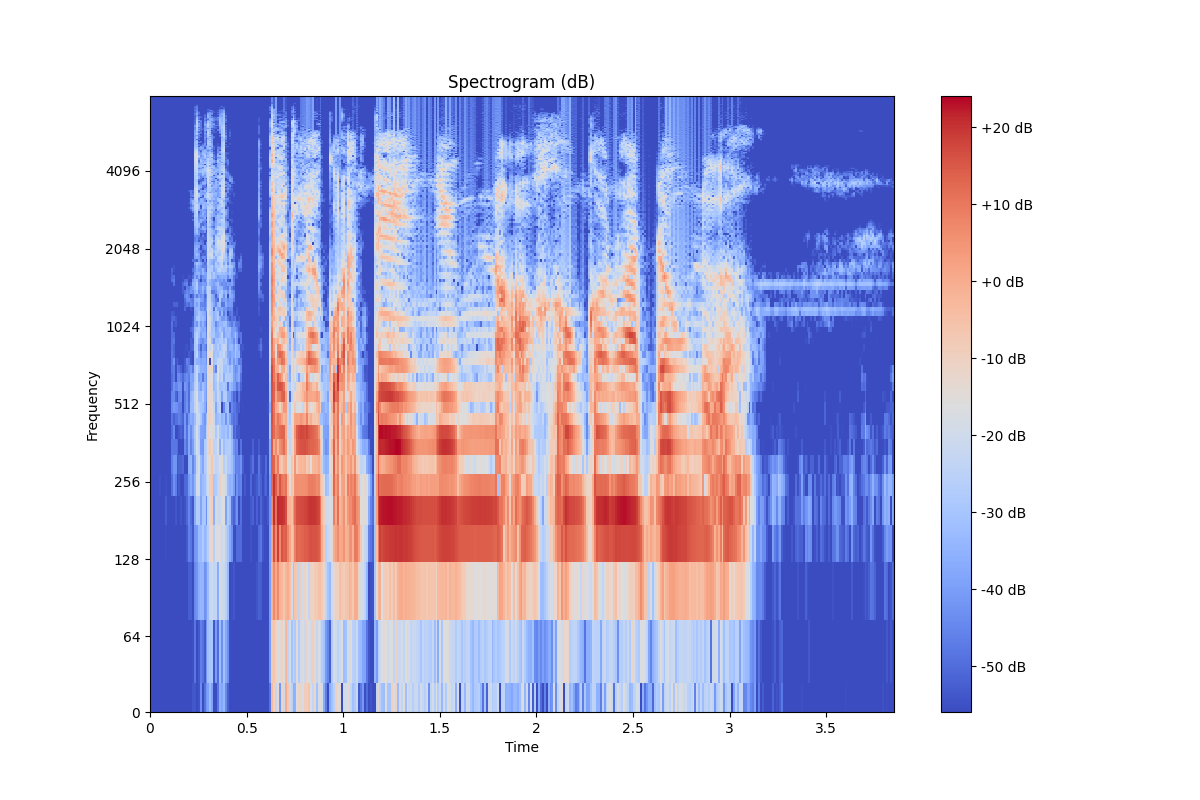 Spectrogram (dB)
Frequency
4096
2048
1024
512
256
128
64
0
0 0.5 1 1.5 2 2.5 3 3.5
Time
+20 dB
+10 dB
+0 dB
-10 dB
-20 dB
-30 dB
-40 dB
-50 dB